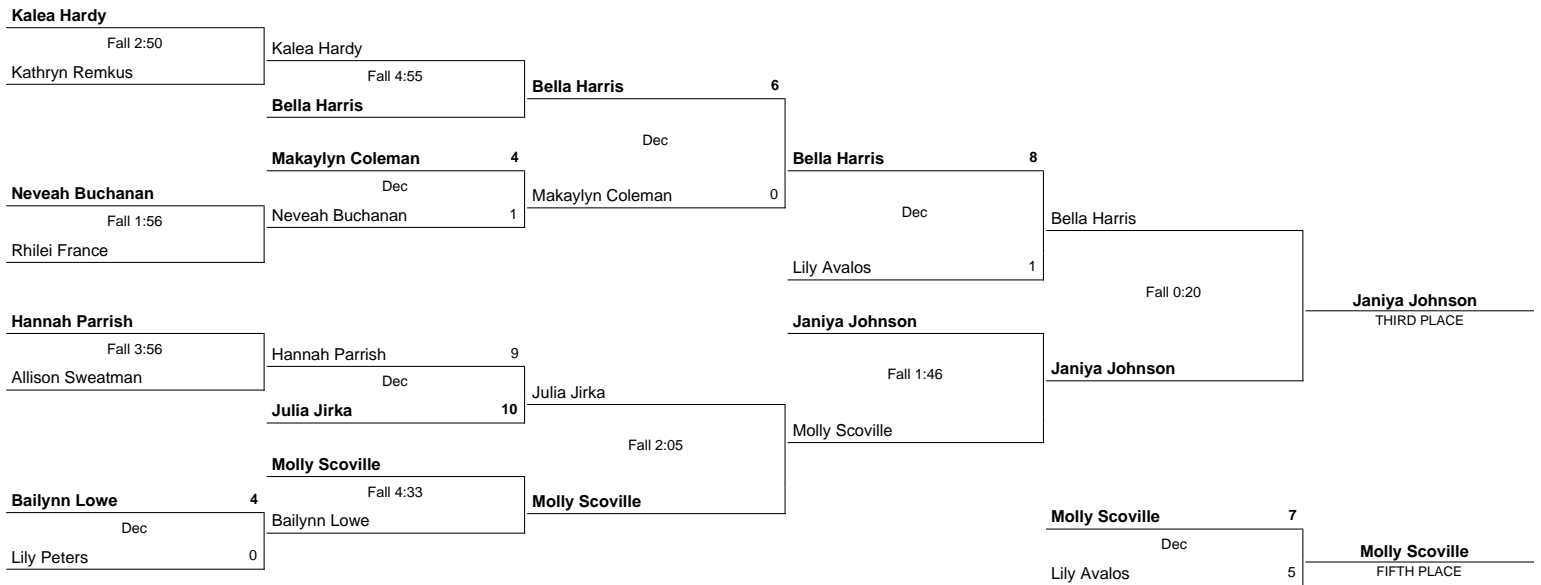 Kalea Hardy
Fall 2:50
Kathryn Remkus
Neveah Buchanan
Fall 1:56
Rhilei France
Hannah Parrish
Fall 3:56
Allison Sweatman
Bailynn Lowe 4
Dec
Lily Peters 0
Kalea Hardy
Fall 4:55
Bella Harris
Makaylyn Coleman 4
Dec
Neveah Buchanan 1
Hannah Parrish 9
Dec
Julia Jirka 10
Molly Scoville
Fall 4:33
Bailynn Lowe
Bella Harris 6
Dec
Makaylyn Coleman 0
Julia Jirka
Fall 2:05
Molly Scoville
Bella Harris 8
Dec
Lily Avalos 1
Janiya Johnson
Fall 1:46
Molly Scoville
Bella Harris
Fall 0:20
Janiya Johnson
Janiya Johnson
THIRD PLACE
Molly Scoville 7
Dec
Lily Avalos 5
Molly Scoville
FIFTH PLACE